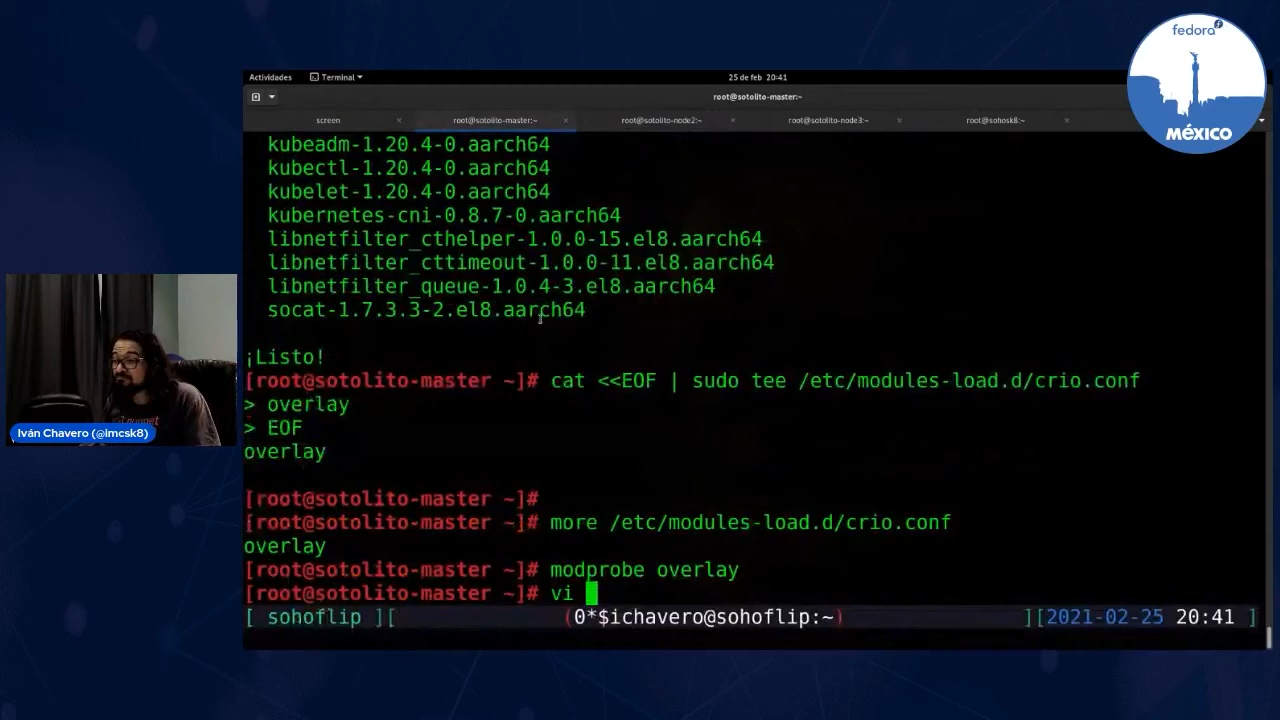 fedora
MÉXICO
Actividades
Terminal
25 de feb 20:41
root@sotolito-master:~
screen
root@sotolito-master:~
root@sotolito-node2:~
root@sotolito-node3:~
root@sohosk8:~
kubeadm-1.20.4-0.aarch64
kubectl-1.20.4-0.aarch64
kubelet-1.20.4-0.aarch64
kubernetes-cni-0.8.7-0.aarch64
libnetfilter_cthelper-1.0.0-15.el8.aarch64
libnetfilter_cttimeout-1.0.0-11.el8.aarch64
libnetfilter_queue-1.0.4-3.el8.aarch64
socat-1.7.3.3-2.el8.aarch64
¡Listo!
[root@sotolito-master ~]# cat <<EOF | sudo tee /etc/modules-load.d/crio.conf
> overlay
> EOF
overlay
[root@sotolito-master ~]#
[root@sotolito-master ~]# more /etc/modules-load.d/crio.conf
overlay
[root@sotolito-master ~]# modprobe overlay
[root@sotolito-master ~]# vi
[ sohoflip ][ (0*$ichavero@sohoflip:~) ][2021-02-25 20:41 ]
Iván Chavero (@imcsk8)